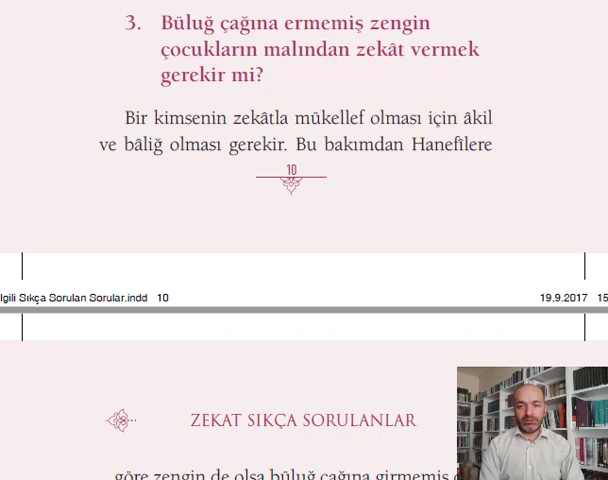 3. Büluğ çağına ermemiş zengin
çocukların malından zekât vermek
gerekir mi?
Bir kimsenin zekâtla mükellef olması için âkil
ve bâliğ olması gerekir. Bu bakımdan Hanefîlere
10
lgili Sıkça Sorulan Sorular.indd 10
19.9.2017 15
ZEKAT SIKÇA SORULANLAR
göre zengin de olsa büluğ çağına girmemiş